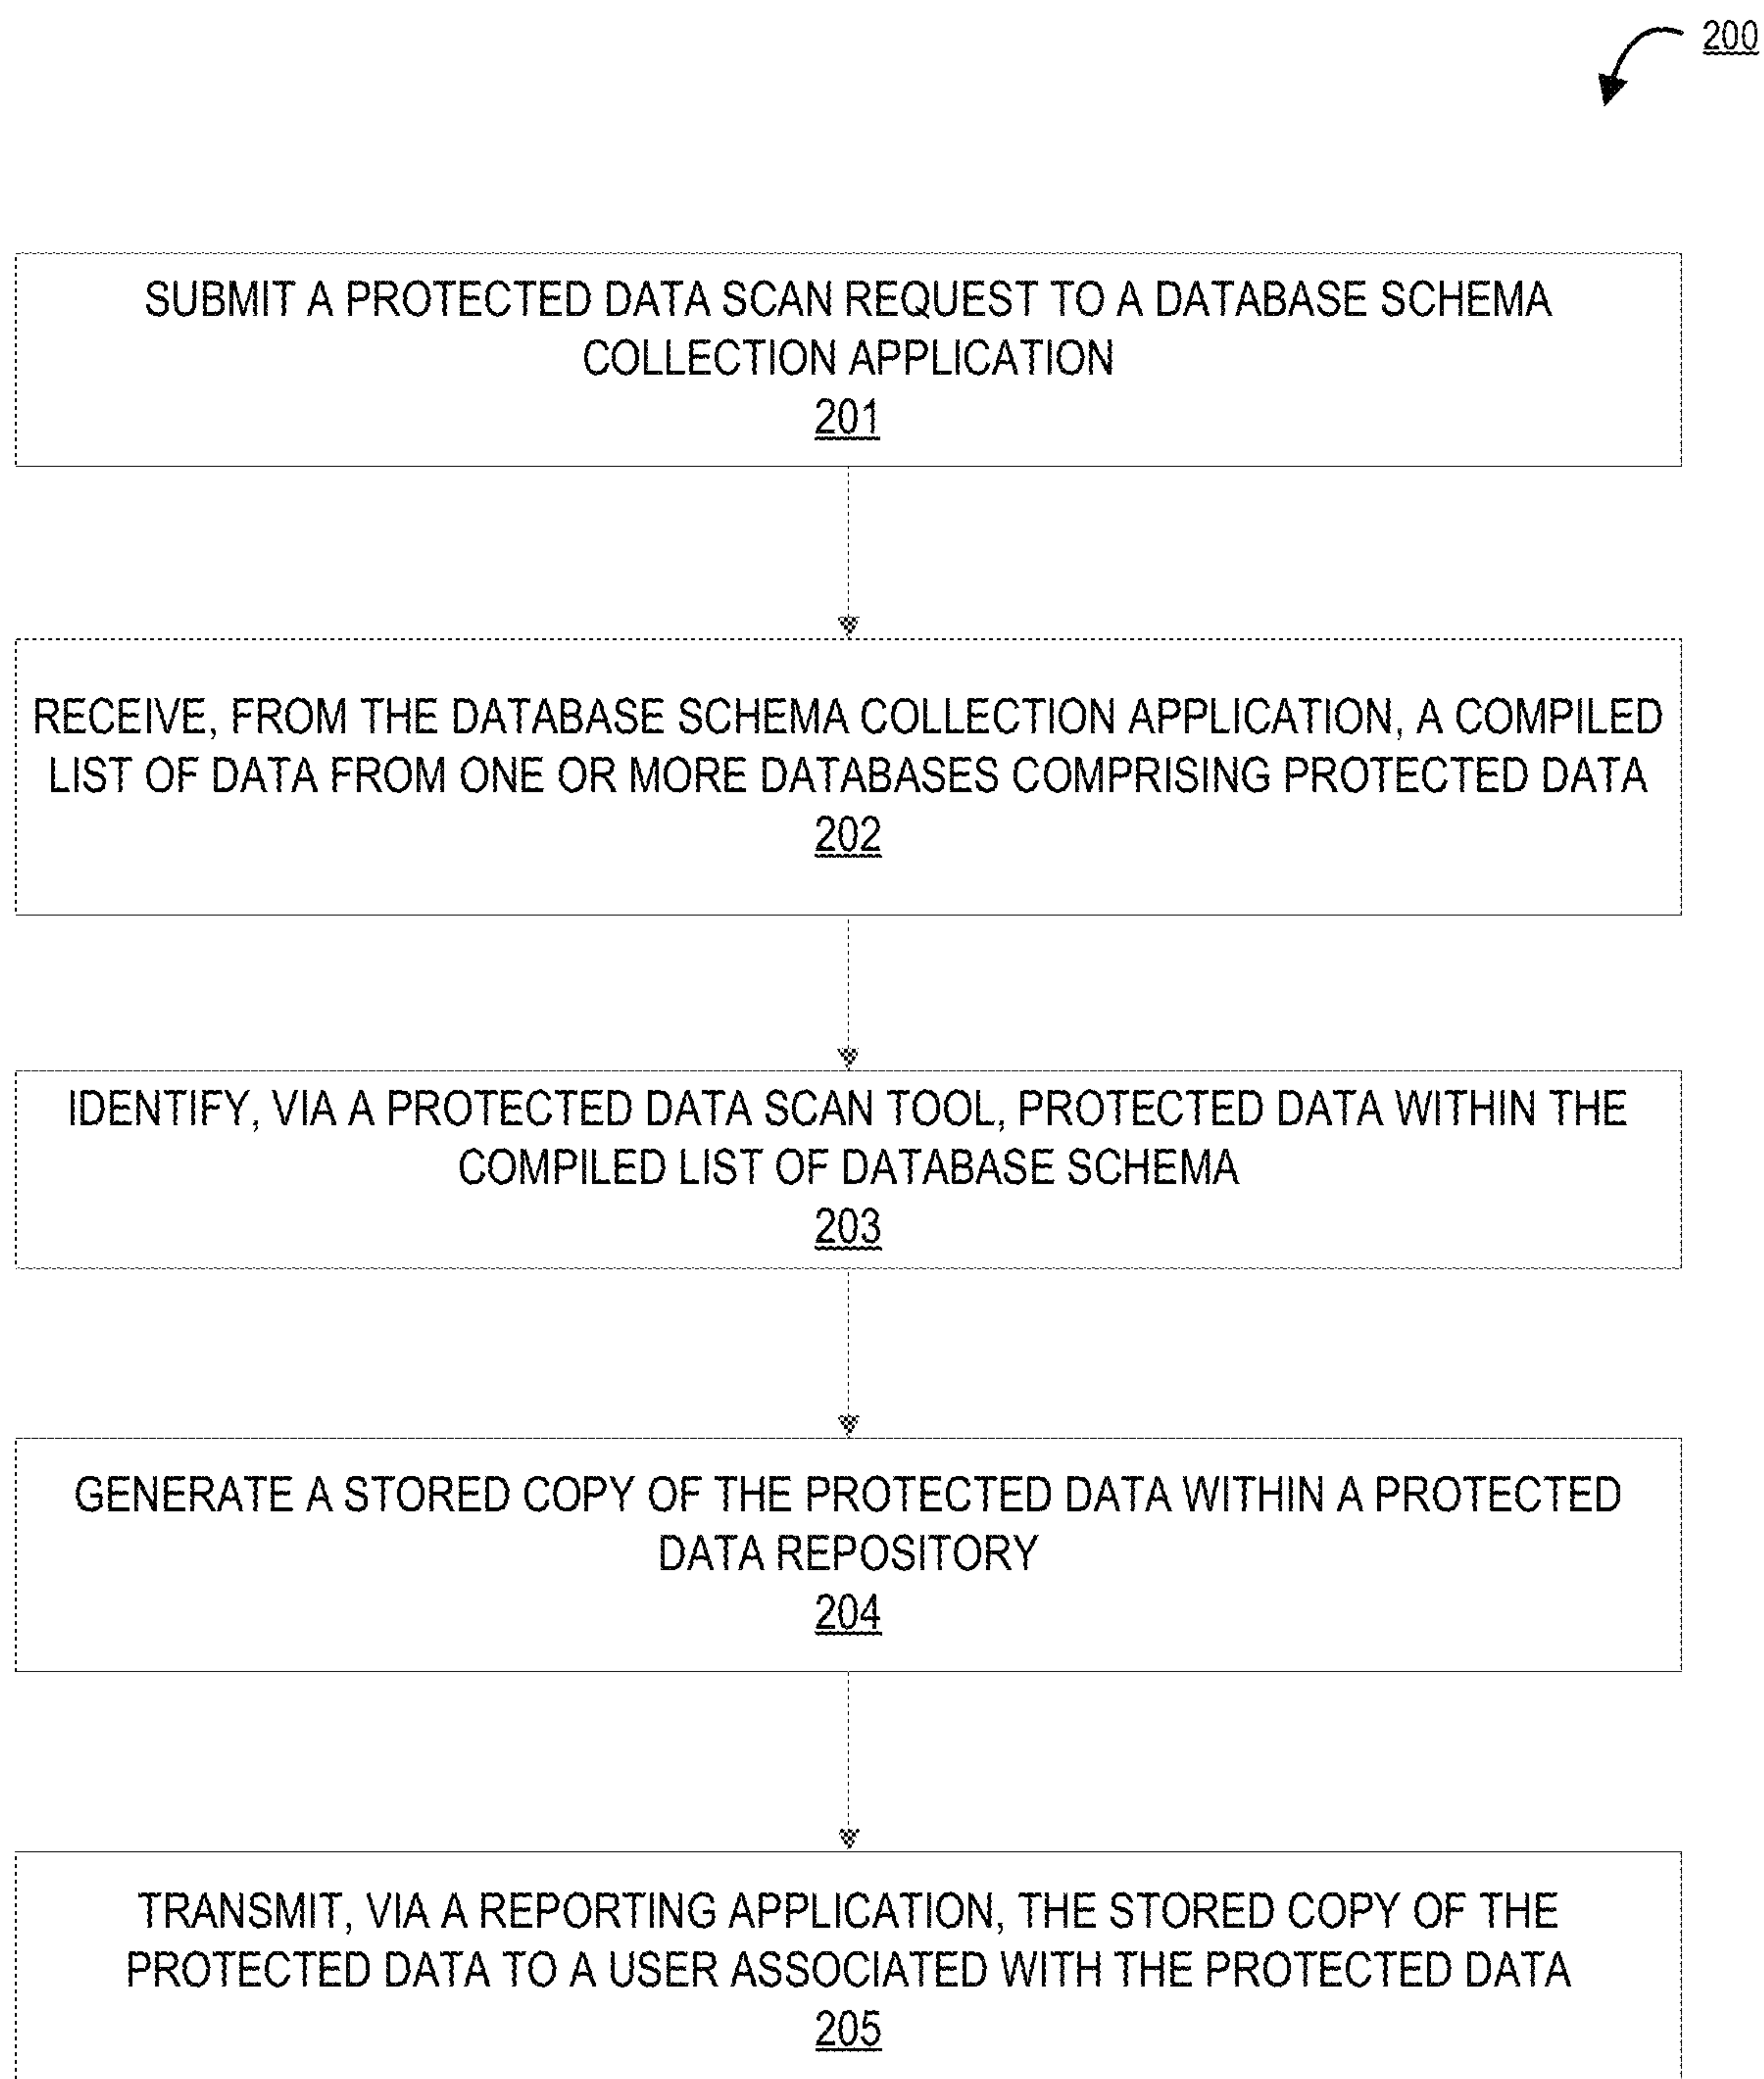 200
SUBMIT A PROTECTED DATA SCAN REQUEST TO A DATABASE SCHEMA
COLLECTION APPLICATION
201
RECEIVE, FROM THE DATABASE SCHEMA COLLECTION APPLICATION, A COMPILED
LIST OF DATA FROM ONE OR MORE DATABASES COMPRISING PROTECTED DATA
202
IDENTIFY, VIA A PROTECTED DATA SCAN TOOL, PROTECTED DATA WITHIN THE
COMPILED LIST OF DATABASE SCHEMA
203
GENERATE A STORED COPY OF THE PROTECTED DATA WITHIN A PROTECTED
DATA REPOSITORY
204
TRANSMIT, VIA A REPORTING APPLICATION, THE STORED COPY OF THE
PROTECTED DATA TO A USER ASSOCIATED WITH THE PROTECTED DATA
205